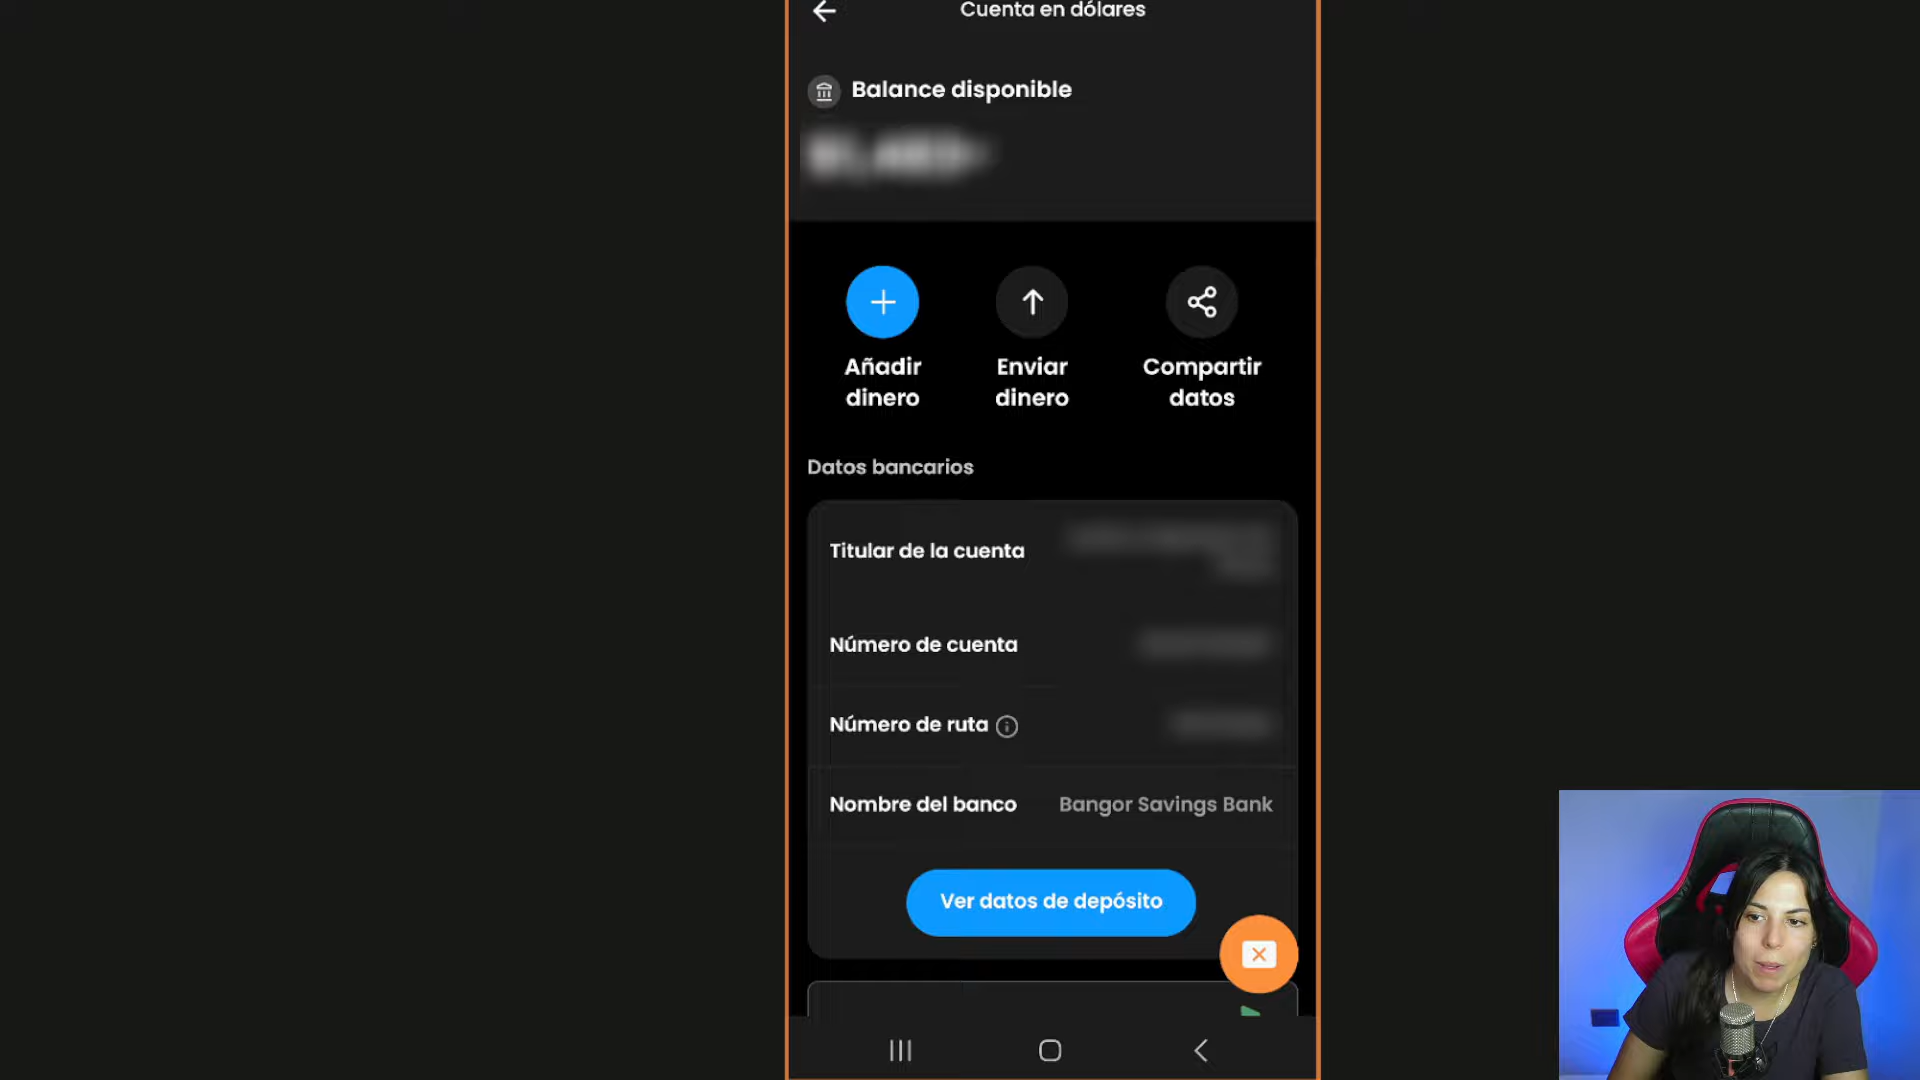 Cuenta en dólares
Balance disponible
Añadir
dinero
Enviar
dinero
Compartir
datos
Datos bancarios
Titular de la cuenta
Número de cuenta
Número de ruta
Nombre del banco Bangor Savings Bank
Ver datos de depósito